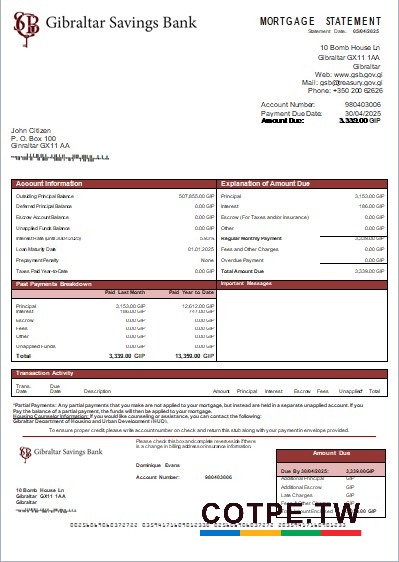 Gibraltar Savings Bank
MORTGAGE STATEMENT
Statement Date. 05/04/2025
10 Bomb House Ln
Gibraltar GX11 1AA
Gibraltar
Web: www.gsb.gov.gi
Mail: gsb@treasury.gov.gi
Phone: +350 200 62626
Account Number: 980403006
Payment Due Date: 30/04/2025
Amount Due: 3,339.00 GIP
John Citizen
P. O. Box 100
Ginraltar GX11 AA
Account Information
Outstanding Principal Balance 507,855.00 GIP
Deferred Principal Balance 0.00 GIP
Escrow Account Balance 0.00 GIP
Unapplied Funds Balance 0.00 GIP
Loan Maturity Date 01.01.2025
Prepayment Penalty None
Taxes Paid Year-to-Date 0.00 GIP
Explanation of Amount Due
Principal 3,153.00 GIP
Interest 186.00 GIP
Escrow (For Taxes and/or Insurance) 0.00 GIP
Other 0.00 GIP
Regular Monthly Payment 3,339.00 GIP
Fees and Other Charges 0.00 GIP
Overdue Payment 0.00 GIP
Total Amount Due 3,339.00 GIP
Past Payments Breakdown
Paid Last Month Paid Year to Date
Principal 3,153.00 GIP 12,612.00 GIP
Interest 186.00 GIP 747.00 GIP
Escrow 0.00 GIP 0.00 GIP
Fees 0.00 GIP 0.00 GIP
Other 0.00 GIP 0.00 GIP
Unapplied Funds 0.00 GIP 0.00 GIP
Total 3,339.00 GIP 13,359.00 GIP
Important Messages
Transaction Activity
Trans. Date Due Date Description Amount Principal Interest Escrow Fees Unapplied* Total
*Partial Payments: Any partial payments that you make are not applied to your mortgage, but instead are held in a separate unapplied account. If you
Pay the balance of a partial payment, the funds will then be applied to your mortgage.
Housing Counselor Information: If you would like counseling or assistance, you can contact the following:
Gibraltar Department of Housing and Urban Development (HUD).
To ensure proper credit, please write account number on check and return this stub along with your payment in envelope provided.
Gibraltar Savings Bank
Please check this box and complete reverse side if there
is a change in billing address or insurance information.
Dominique Evans
Account Number: 980403006
10 Bomb House Ln
Gibraltar GX11 1AA
Gibraltar
Amount Due
Due By 30/04/2025: 3,339.00GIP
Additional Principal GIP
Additional Escrow GIP
Late Charges GIP
COTPE.TW